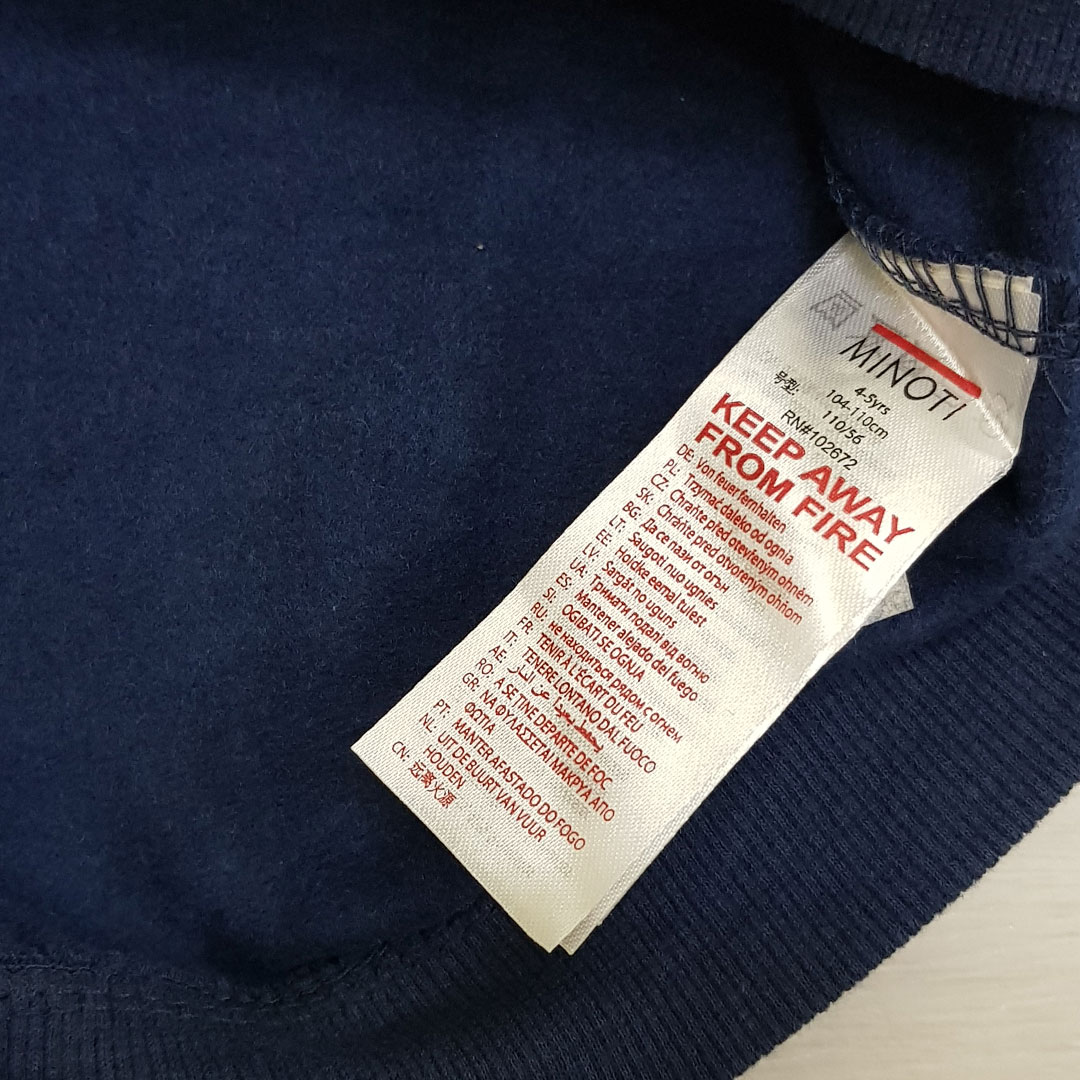 MINOTI
4-5yrs
104-110cm
号型: 110/56
RN#102672
KEEP AWAY
FROM FIRE
DE: Von feuer fernhalten
PL: Trzymać daleko od ognia
CZ: Chraňte před otevřeným ohněm
SK: Chráňte pred otvoreným ohňom
BG: Да се пази от огън
LT: Saugoti nuo ugnies
EE: Hoidke eemal tulest
LV: Sargāt no uguns
UA: Тримати подалі від вогню
ES: Mantener alejado del fuego
SI: OGIBATI SE OGNJA
RU: не находиться рядом с огнем
FR: TENIR À L'ÉCART DU FEU
IT: TENERE LONTANO DAL FUOCO
AE: عن النار
RO: A SE TINE DEPARTE DE FOC
GR: ΝΑ ΦΥΛΑΣΣΕΤΑΙ ΜΑΚΡΥΑ ΑΠΟ
ΦΩΤΙΑ
PT: MANTER AFASTADO DO FOGO
NL: UIT DE BUURT VAN VUUR
HOUDEN
CN: 远离火源